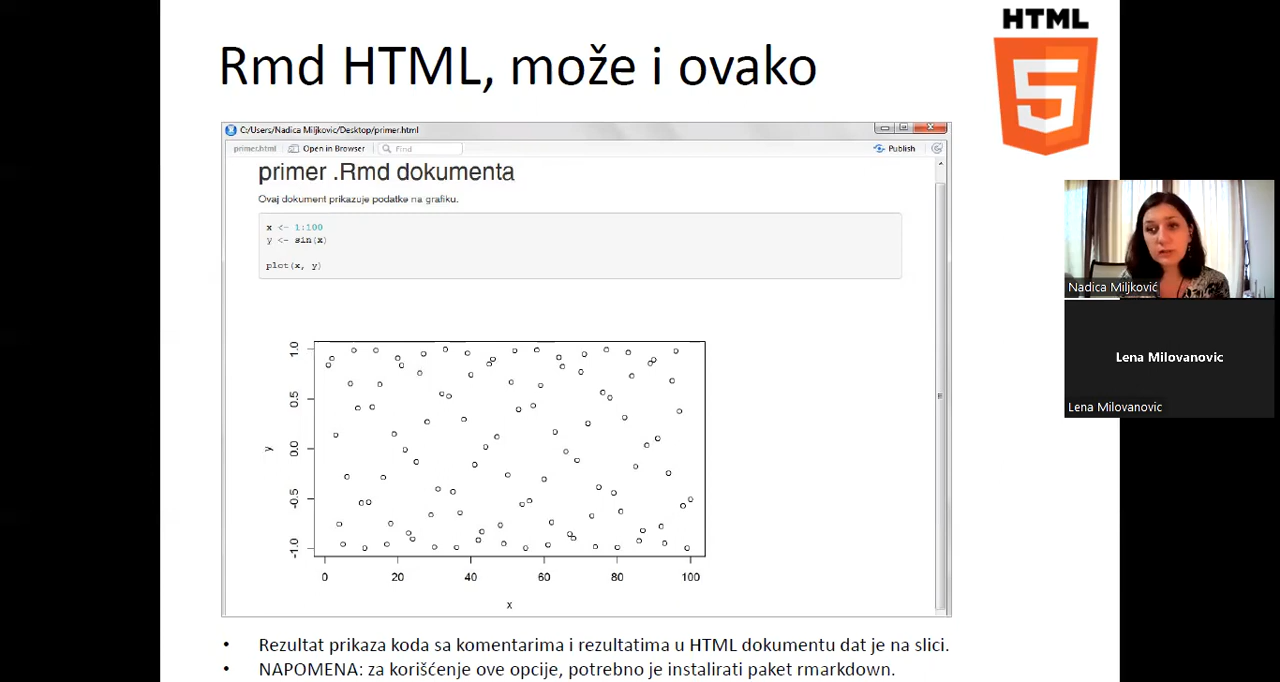 HTML
Rmd HTML, može i ovako
C:/Users/Nadica Miljkovic/Desktop/primer.html
primer.html Open in Browser Find Publish
primer .Rmd dokumenta
Ovaj dokument prikazuje podatke na grafiku.
x <- 1:100
y <- sin(x)
plot(x, y)
1.0
0.5
0.0
-0.5
-1.0
y
0 20 40 60 80 100
x
Nadica Miljković
Lena Milovanovic
Lena Milovanovic
• Rezultat prikaza koda sa komentarima i rezultatima u HTML dokumentu dat je na slici.
• NAPOMENA: za korišćenje ove opcije, potrebno je instalirati paket rmarkdown.